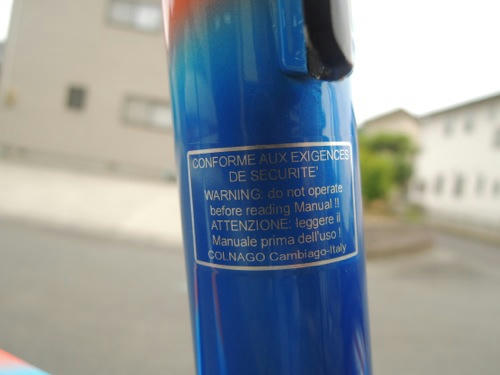 CONFORME AUX EXIGENCES
DE SECURITE'
WARNING: do not operate
before reading Manual !!
ATTENZIONE: leggere il
Manuale prima dell'uso !
COLNAGO Cambiago-Italy